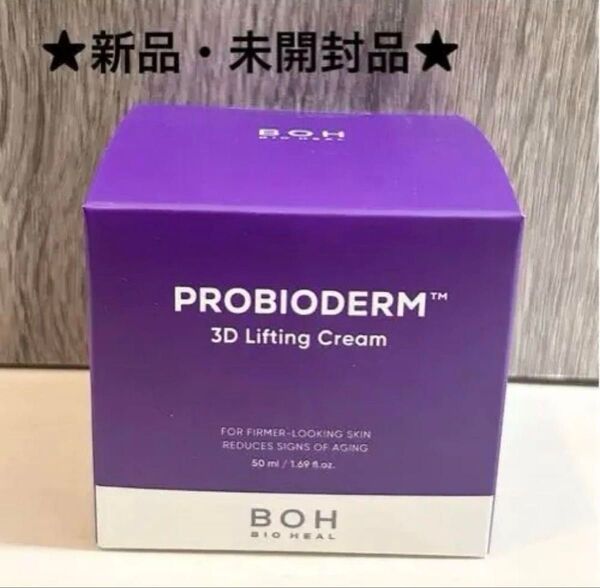 ★新品・未開封品★
BOH
BIO HEAL
PROBIODERM™
3D Lifting Cream
FOR FIRMER-LOOKING SKIN
REDUCES SIGNS OF AGING
50 ml / 1.69 fl.oz.
BOH
BIO HEAL